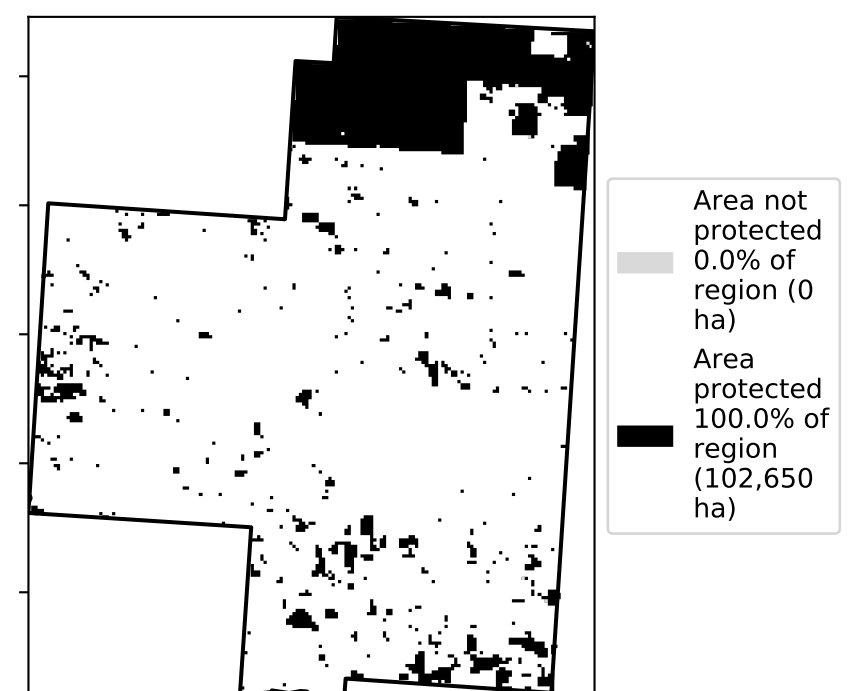 Area not
protected
0.0% of
region (0
ha)
Area
protected
100.0% of
region
(102,650
ha)